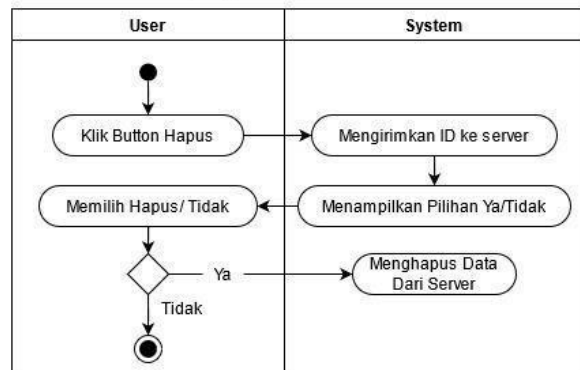 User
System
Klik Button Hapus
Mengirimkan ID ke server
Memilih Hapus/ Tidak
Menampilkan Pilihan Ya/Tidak
Ya
Menghapus Data
Dari Server
Tidak